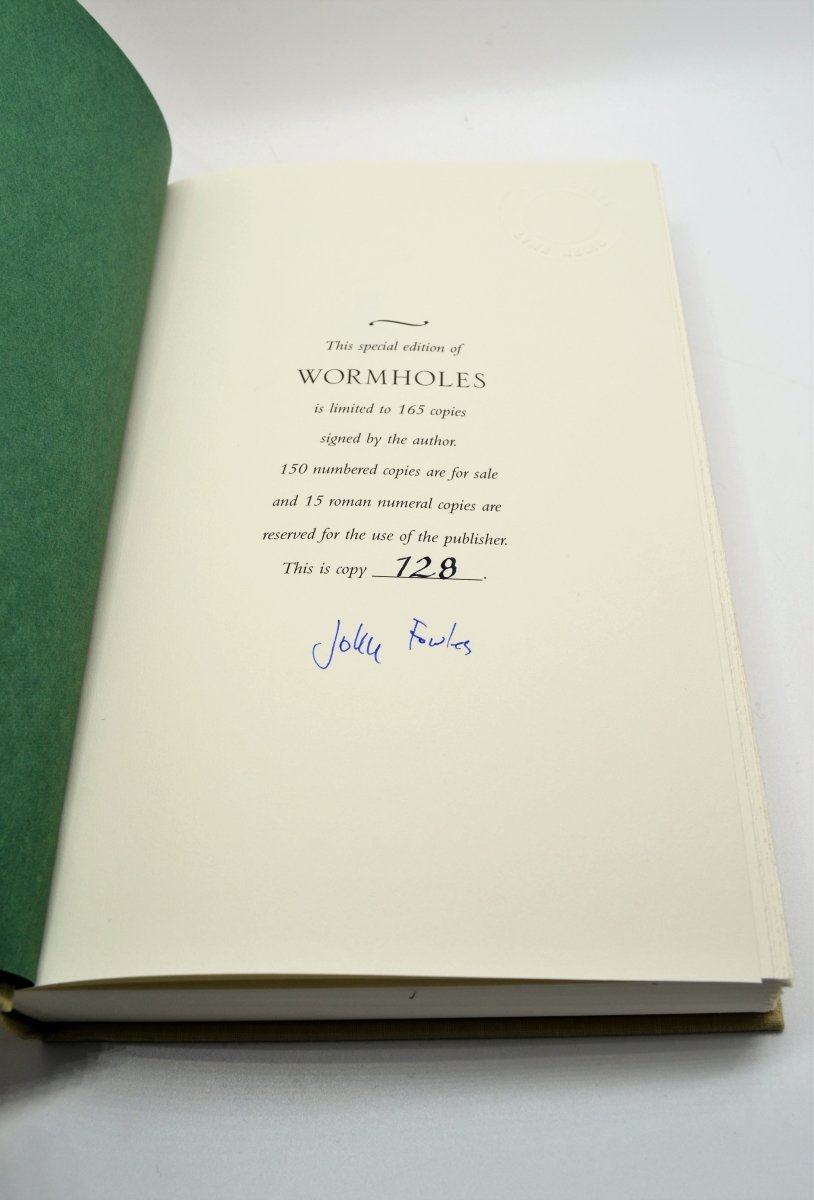 This special edition of
WORMHOLES
is limited to 165 copies
signed by the author.
150 numbered copies are for sale
and 15 roman numeral copies are
reserved for the use of the publisher.
This is copy 128.
John Fowles